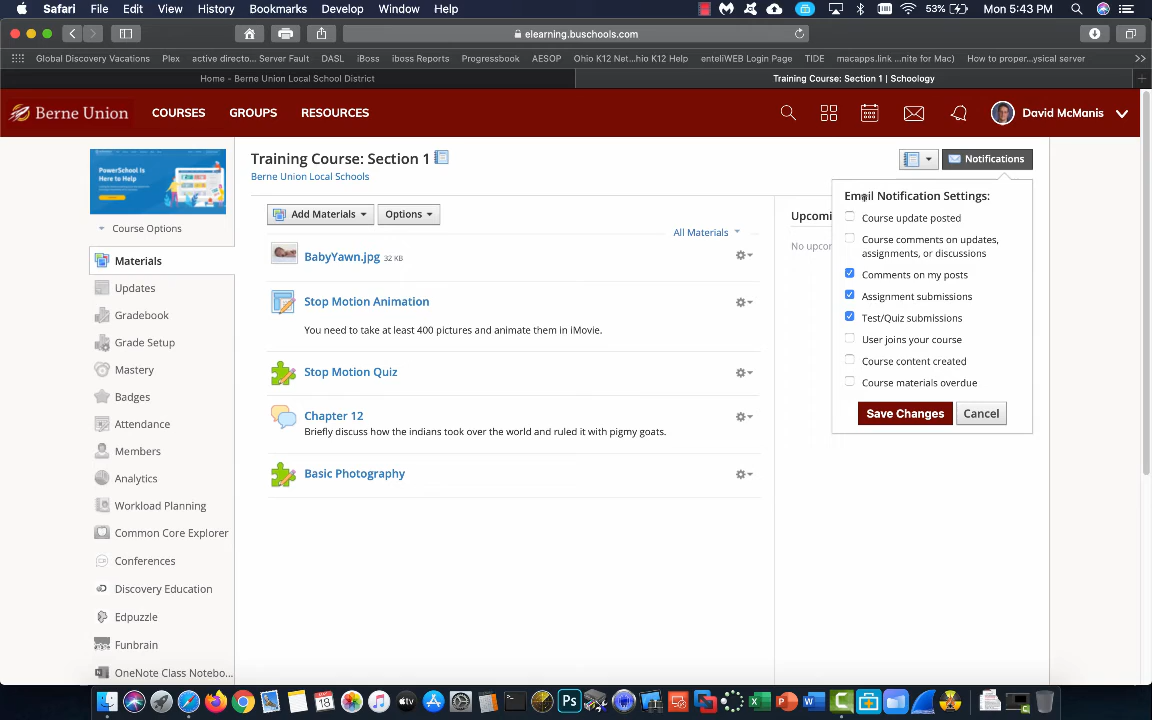 Safari File Edit View History Bookmarks Develop Window Help 53% Mon 5:43 PM
elearning.buschools.com
Global Discovery Vacations Plex active directo... Server Fault DASL iBoss iboss Reports Progressbook AESOP Ohio K12 Net...hio K12 Help enteliWEB Login Page TIDE macapps.link ...nite for Mac) How to proper...ysical server
Home - Berne Union Local School District Training Course: Section 1 | Schoology
Berne Union COURSES GROUPS RESOURCES David McManis
PowerSchool Is
Here to Help
Course Options
Materials
Updates
Gradebook
Grade Setup
Mastery
Badges
Attendance
Members
Analytics
Workload Planning
Common Core Explorer
Conferences
Discovery Education
Edpuzzle
Funbrain
OneNote Class Notebo...
Training Course: Section 1
Berne Union Local Schools
Add Materials Options
All Materials
BabyYawn.jpg 32 KB
Stop Motion Animation
You need to take at least 400 pictures and animate them in iMovie.
Stop Motion Quiz
Chapter 12
Briefly discuss how the indians took over the world and ruled it with pigmy goats.
Basic Photography
Notifications
Upcomi
No upcor
Email Notification Settings:
Course update posted
Course comments on updates,
assignments, or discussions
Comments on my posts
Assignment submissions
Test/Quiz submissions
User joins your course
Course content created
Course materials overdue
Save Changes Cancel
18
tv
Ps